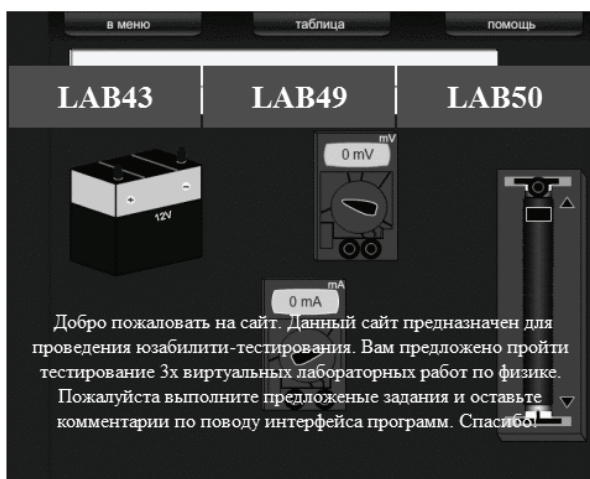 в меню
таблица
помощь
LAB43
LAB49
LAB50
mV
0 mV
+
−
12V
mA
0 mA
Добро пожаловать на сайт. Данный сайт предназначен для
проведения юзабилити-тестирования. Вам предложено пройти
тестирование 3х виртуальных лабораторных работ по физике.
Пожалуйста выполните предложеные задания и оставьте
комментарии по поводу интерфейса программ. Спасибо!